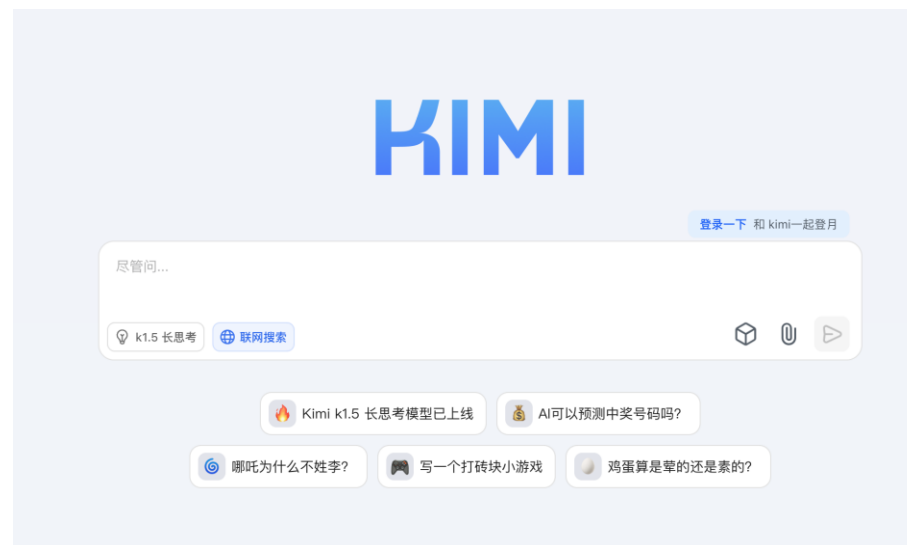 KIMI
登录一下 和 kimi一起登月
尽管问...
k1.5 长思考 联网搜索
Kimi k1.5 长思考模型已上线 AI可以预测中奖号码吗?
哪吒为什么不姓李? 写一个打砖块小游戏 鸡蛋算是荤的还是素的?